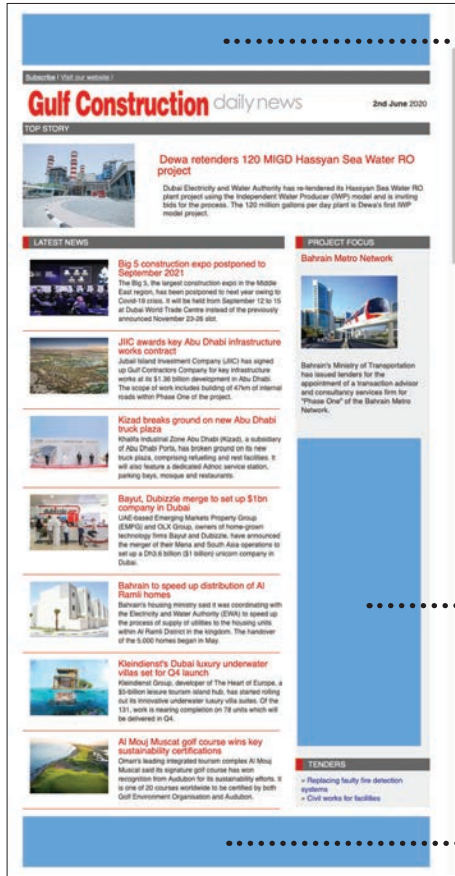 Subscribe ! Visit our website !
Gulf Construction daily news
2nd June 2020
TOP STORY
Dewa retenders 120 MIGD Hassyan Sea Water RO
project
Dubai Electricity and Water Authority has re-tendered its Hassyan Sea Water RO
plant project using the Independent Water Producer (IWP) model and is inviting
bids for the process. The 120 million gallons per day plant is Dewa's first IWP
model project.
LATEST NEWS
Big 5 construction expo postponed to
September 2021
The Big 5, the largest construction expo in the Middle
East region, has been postponed to next year owing to
Covid-19 crisis. It will be held from September 12 to 15
at Dubai World Trade Centre instead of the previously
announced November 23-26 slot.
JIIC awards key Abu Dhabi infrastructure
works contract
Jubail Island Investment Company (JIIC) has signed
up Gulf Contractors Company for key infrastructure
works at its $1.36 billion development in Abu Dhabi.
The scope of work includes building of 47km of internal
roads within Phase One of the project.
Kizad breaks ground on new Abu Dhabi
truck plaza
Khalifa Industrial Zone Abu Dhabi (Kizad), a subsidiary
of Abu Dhabi Ports, has broken ground on its new
truck plaza, comprising refuelling and rest facilities. It
will also feature a dedicated Adnoc service station,
parking bays, mosque and restaurants.
Bayut, Dubizzle merge to set up $1bn
company in Dubai
UAE-based Emerging Markets Property Group
(EMPG) and OLX Group, owners of home-grown
technology firms Bayut and Dubizzle, have announced
the merger of their Mena and South Asia operations to
set up a Dh3.6 billion ($1 billion) unicorn company in
Dubai.
Bahrain to speed up distribution of Al
Ramli homes
Bahrain's housing ministry said it was coordinating with
the Electricity and Water Authority (EWA) to speed up
the process of supply of utilities to the housing units
within Al Ramli District in the kingdom. The handover
of the 5,000 homes began in May.
Kleindienst's Dubai luxury underwater
villas set for Q4 launch
Kleindienst Group, developer of The Heart of Europe, a
$5-billion leisure tourism island hub, has started rolling
out its innovative underwater luxury villa suites. Of the
131, work is nearing completion on 78 units which will
be delivered in Q4.
Al Mouj Muscat golf course wins key
sustainability certifications
Oman's leading integrated tourism complex Al Mouj
Muscat said its signature golf course has won
recognition from Audubon for its sustainability efforts. It
is one of 20 courses worldwide to be certified by both
Golf Environment Organisation and Audubon.
PROJECT FOCUS
Bahrain Metro Network
Bahrain's Ministry of Transportation
has issued tenders for the
appointment of a transaction advisor
and consultancy services firm for
"Phase One" of the Bahrain Metro
Network.
TENDERS
» Replacing faulty fire detection
systems
» Civil works for facilities